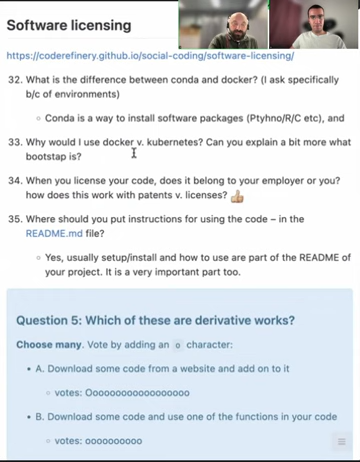 Software licensing
https://coderefinery.github.io/social-coding/software-licensing/
32. What is the difference between conda and docker? (I ask specifically
b/c of environments)
Conda is a way to install software packages (Ptyhno/R/C etc), and
33. Why would I use docker v. kubernetes? Can you explain a bit more what
bootstap is?
34. When you license your code, does it belong to your employer or you?
how does this work with patents v. licenses? 👍
35. Where should you put instructions for using the code – in the
README.md file?
Yes, usually setup/install and how to use are part of the README of
your project. It is a very important part too.
Question 5: Which of these are derivative works?
Choose many. Vote by adding an o character:
A. Download some code from a website and add on to it
votes: Oooooooooooooooooo
B. Download some code and use one of the functions in your code
votes: oooooooooo